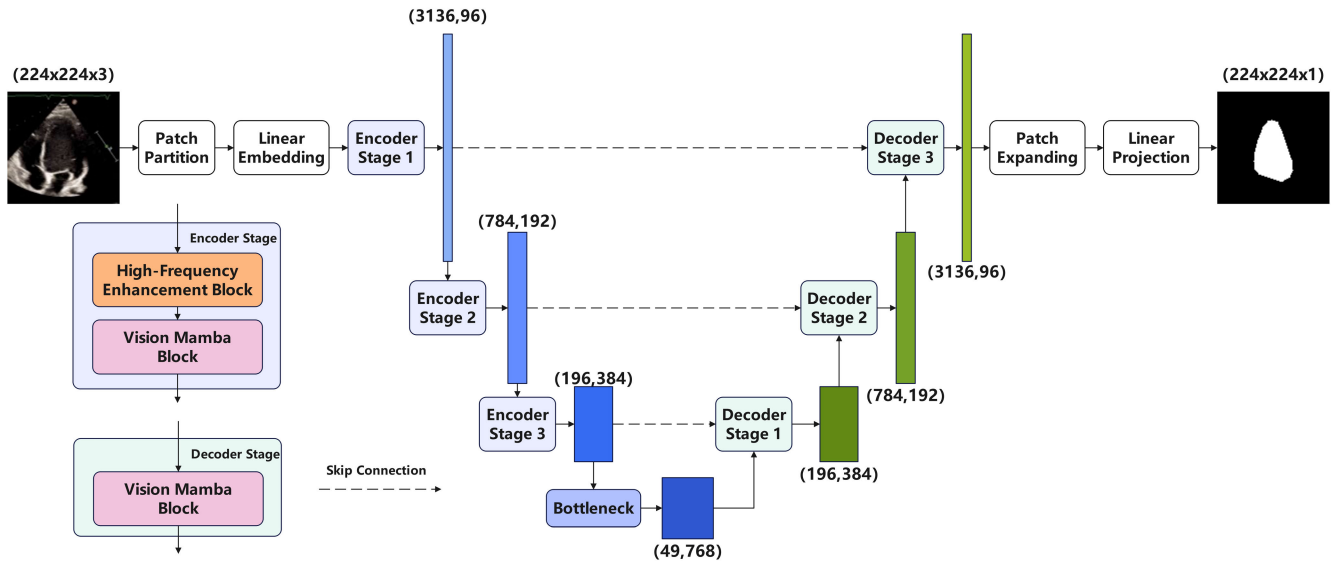 (3136,96)
(224x224x3)
(224x224x1)
Patch
Partition
Linear
Embedding
Encoder
Stage 1
Decoder
Stage 3
Patch
Expanding
Linear
Projection
(784,192)
(3136,96)
Encoder Stage
High-Frequency
Enhancement Block
Vision Mamba
Block
Encoder
Stage 2
Decoder
Stage 2
(196,384)
(784,192)
Encoder
Stage 3
Decoder
Stage 1
(196,384)
Decoder Stage
Vision Mamba
Block
Skip Connection
Bottleneck
(49,768)